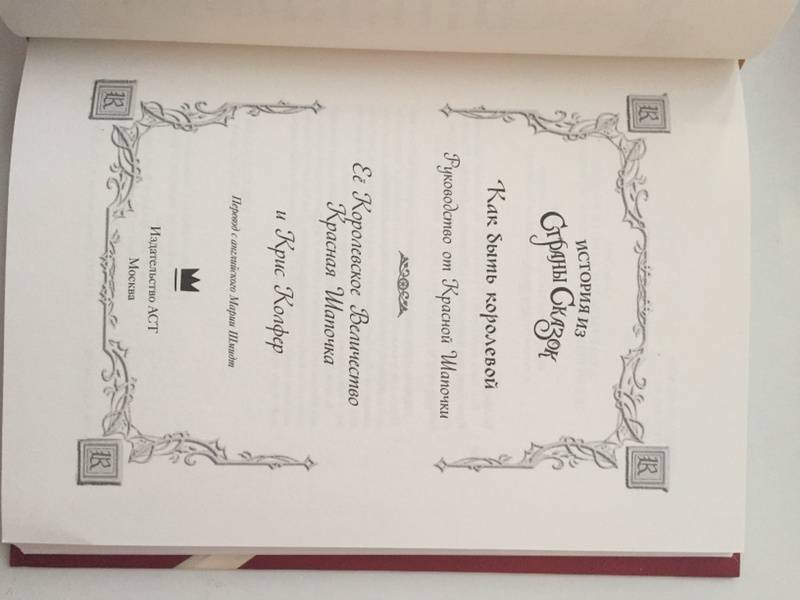 ИСТОРИЯ ИЗ
СТРАНЫ СКАЗОК
Как быть королевой
Руководство от Красной Шапочки
Её Королевское Величество
Красная Шапочка
и Крис Колфер
Перевод с английского Марии Шмидт
Издательство АСТ
Москва